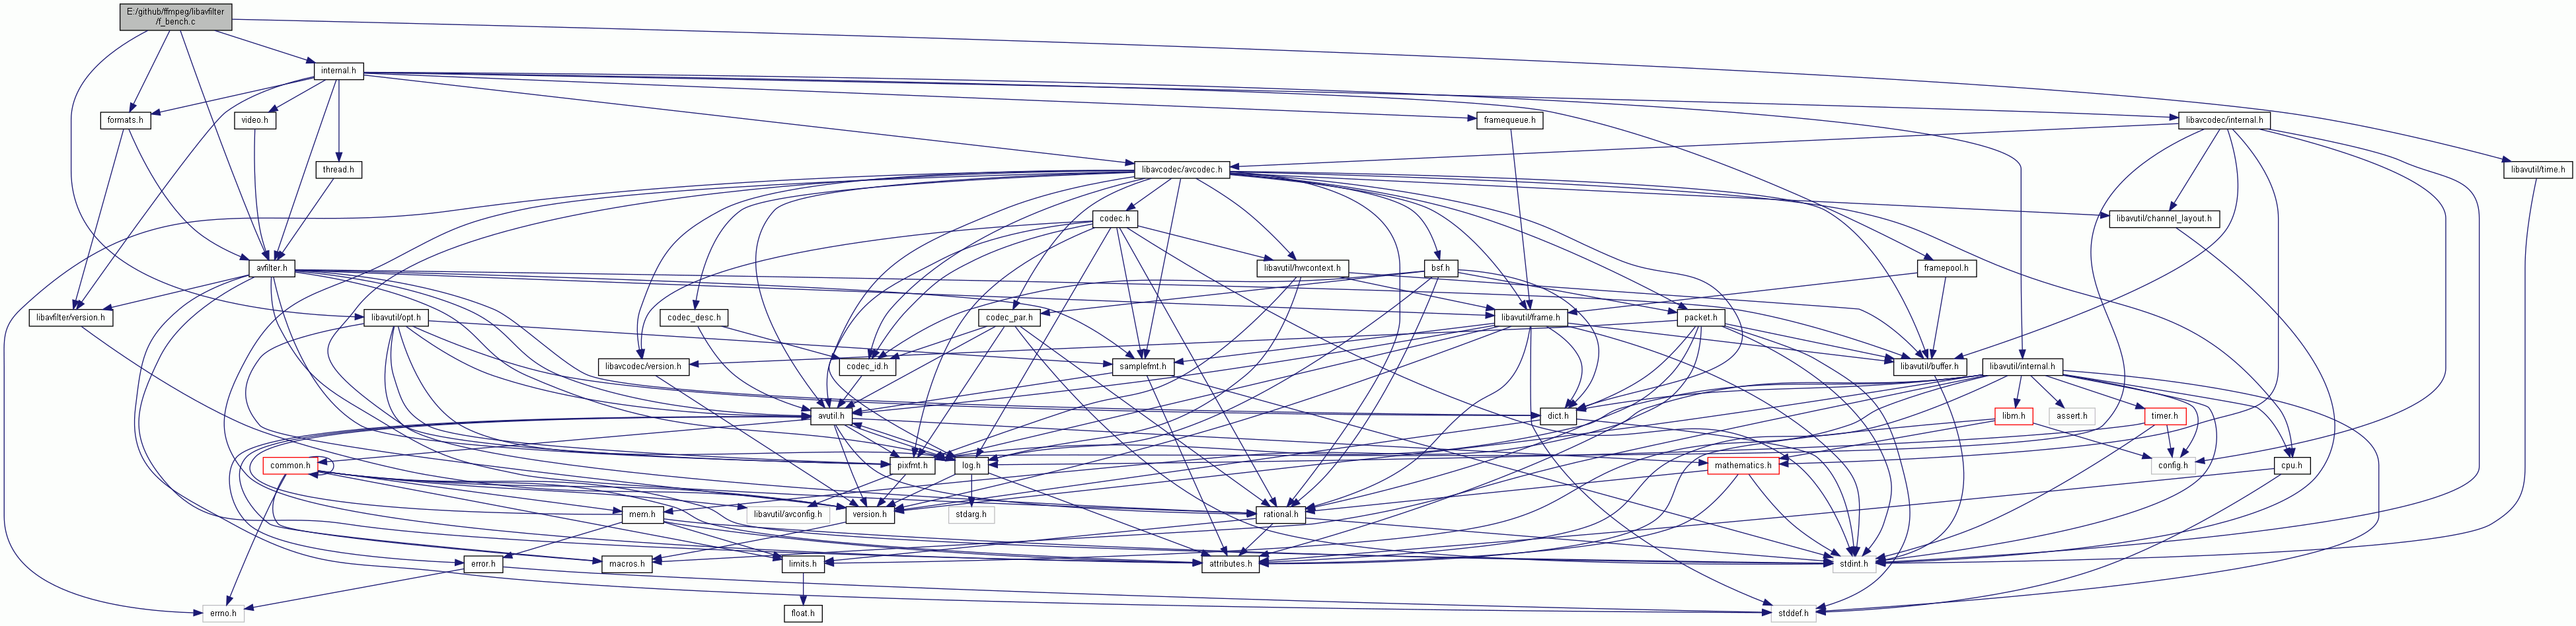 E:/github/ffmpeg/libavfilter
/f_bench.c
internal.h
formats.h
video.h
framequeue.h
libavcodec/internal.h
thread.h
libavcodec/avcodec.h
libavutil/time.h
codec.h
libavutil/channel_layout.h
avfilter.h
libavutil/hwcontext.h
bsf.h
framepool.h
libavfilter/version.h
libavutil/opt.h
codec_desc.h
codec_par.h
libavutil/frame.h
packet.h
libavcodec/version.h
codec_id.h
samplefmt.h
libavutil/buffer.h
libavutil/internal.h
avutil.h
dict.h
libm.h
assert.h
timer.h
common.h
pixfmt.h
log.h
mathematics.h
config.h
cpu.h
mem.h
libavutil/avconfig.h
version.h
stdarg.h
rational.h
error.h
macros.h
limits.h
attributes.h
stdint.h
errno.h
float.h
stddef.h